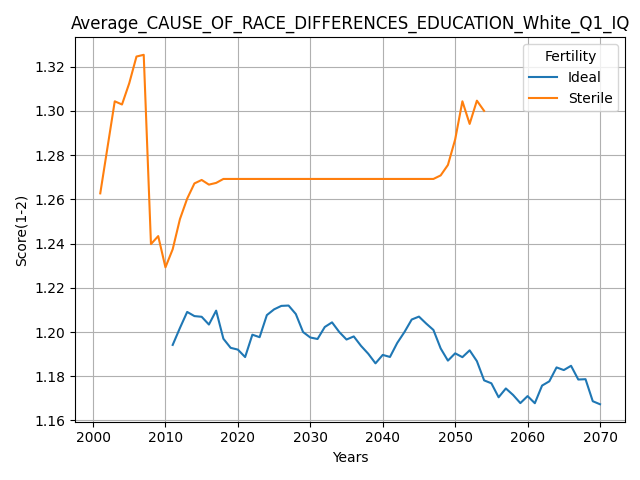 Average_CAUSE_OF_RACE_DIFFERENCES_EDUCATION_White_Q1_IQ
Fertility
Ideal
Sterile
Score(1-2)
1.32
1.30
1.28
1.26
1.24
1.22
1.20
1.18
1.16
2000 2010 2020 2030 2040 2050 2060 2070
Years